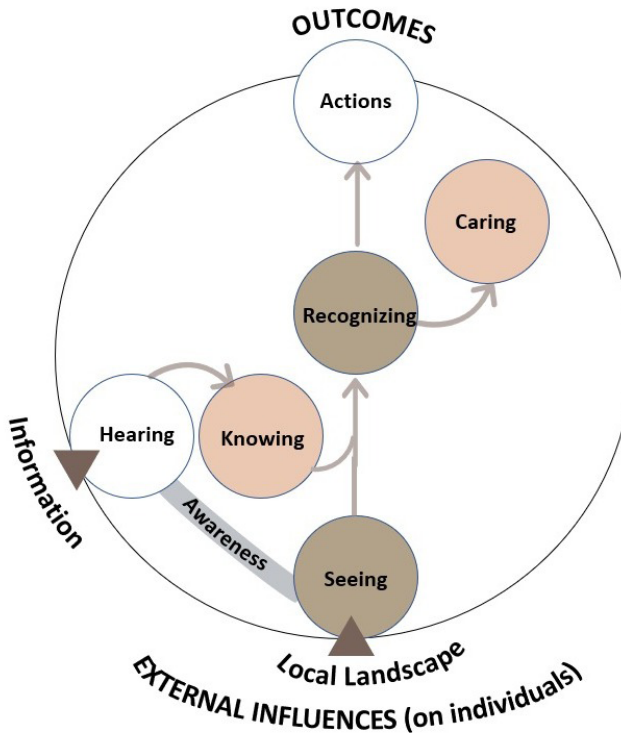 OUTCOMES
Actions
Caring
Recognizing
Hearing
Knowing
Information
Awareness
Seeing
Local Landscape
EXTERNAL INFLUENCES (on individuals)